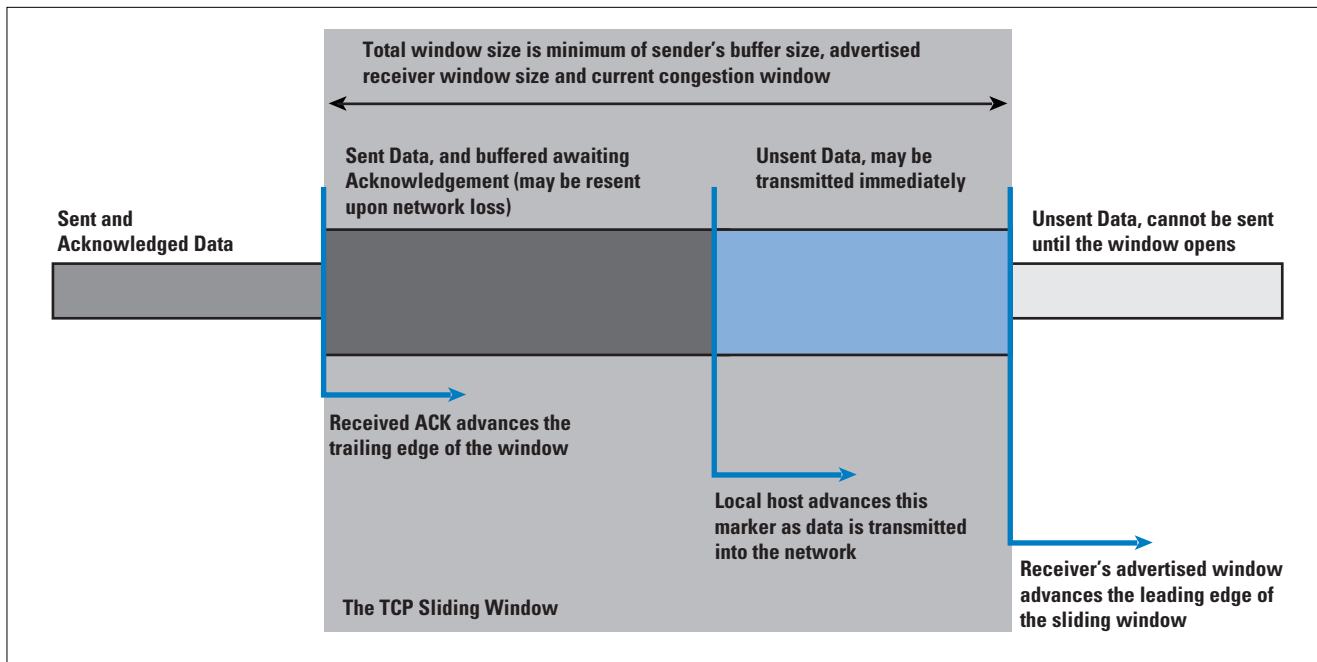 Total window size is minimum of sender's buffer size, advertised
receiver window size and current congestion window
Sent Data, and buffered awaiting
Acknowledgement (may be resent
upon network loss)
Unsent Data, may be
transmitted immediately
Sent and
Acknowledged Data
Unsent Data, cannot be sent
until the window opens
Received ACK advances the
trailing edge of the window
Local host advances this
marker as data is transmitted
into the network
Receiver's advertised window
advances the leading edge of
the sliding window
The TCP Sliding Window